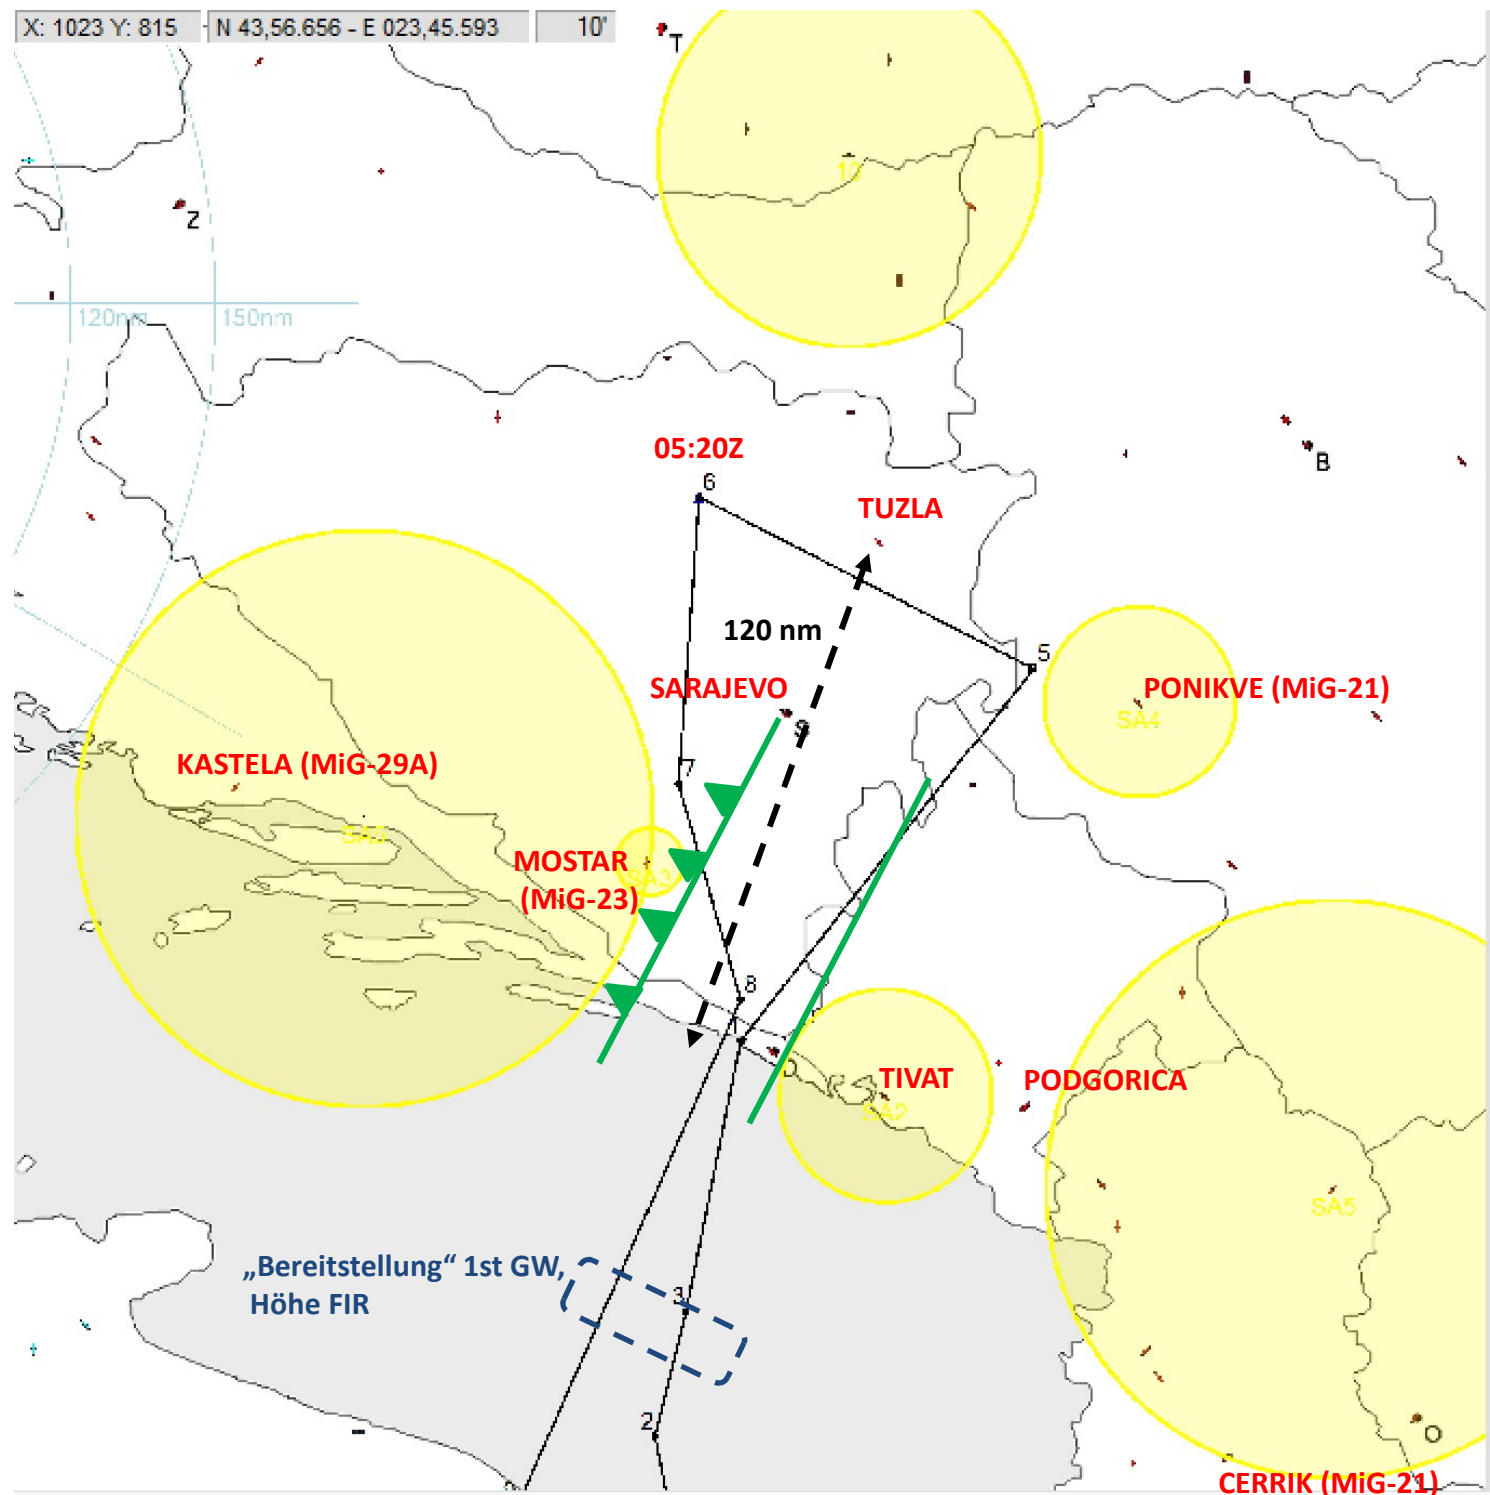 X: 1023 Y: 815
N 43,56.656 - E 023,45.593
10'
T
10
Z
120nm
150nm
05:20Z
B
6
TUZLA
120 nm
5
SARAJEVO
PONIKVE (MiG-21)
S
SA4
KASTELA (MiG-29A)
7
MOSTAR
(MiG-23)
SA3
8
TIVAT
PODGORICA
D
SA2
SA5
„Bereitstellung“ 1st GW,
Höhe FIR
3
2
O
CERRIK (MiG-21)